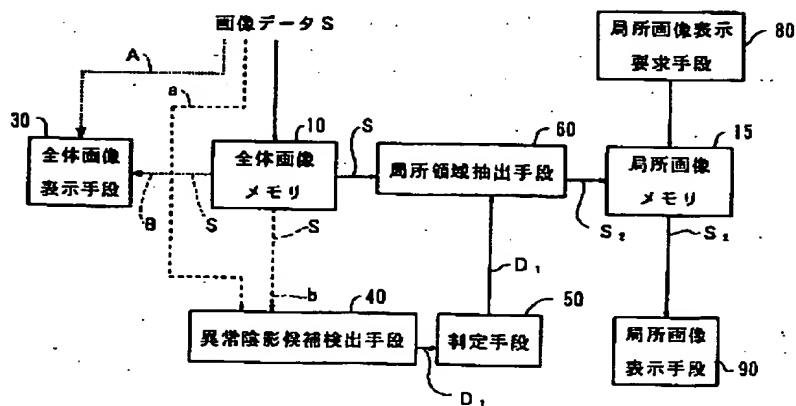 画像データS
A
a
30
全体画像
表示手段
B
S
10
全体画像
メモリ
S
60
局所領域抽出手段
S₂
局所画像表示
要求手段
80
15
局所画像
メモリ
S₂
S
b
40
異常陰影候補検出手段
D₁
50
判定手段
D₁
局所画像
表示手段
90